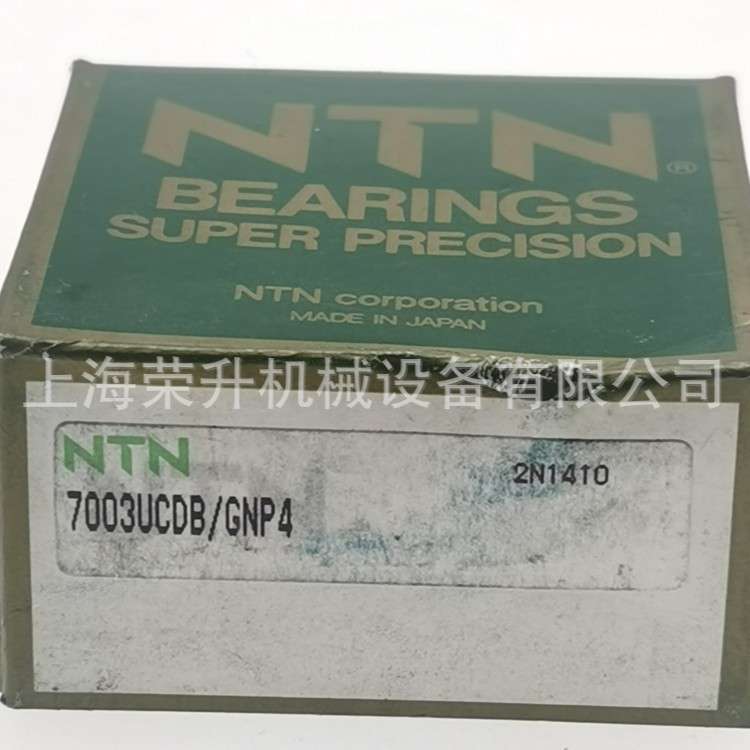 NTN®
BEARINGS
SUPER PRECISION
NTN corporation
MADE IN JAPAN
上海荣升机械设备有限公司
NTN
2N1410
7003UCDB/GNP4